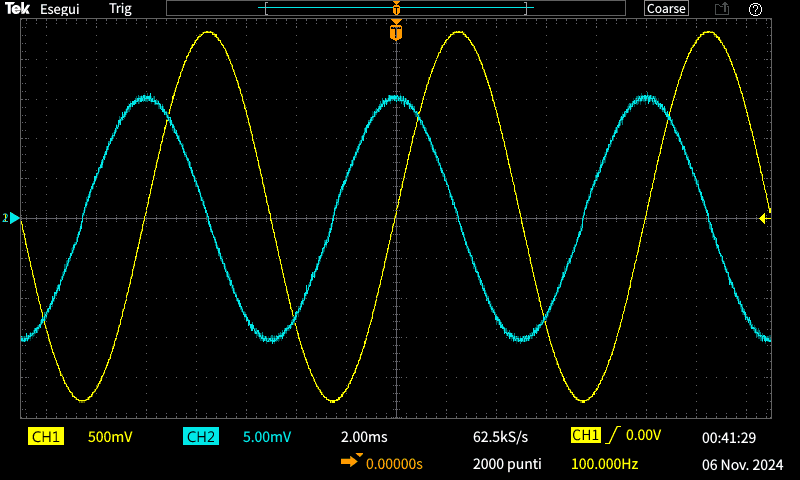 Tek Esegui Trig T Coarse ?
T
2
CH1 500mV CH2 5.00mV 2.00ms 62.5kS/s CH1 0.00V 00:41:29
0.00000s 2000 punti 100.000Hz 06 Nov. 2024